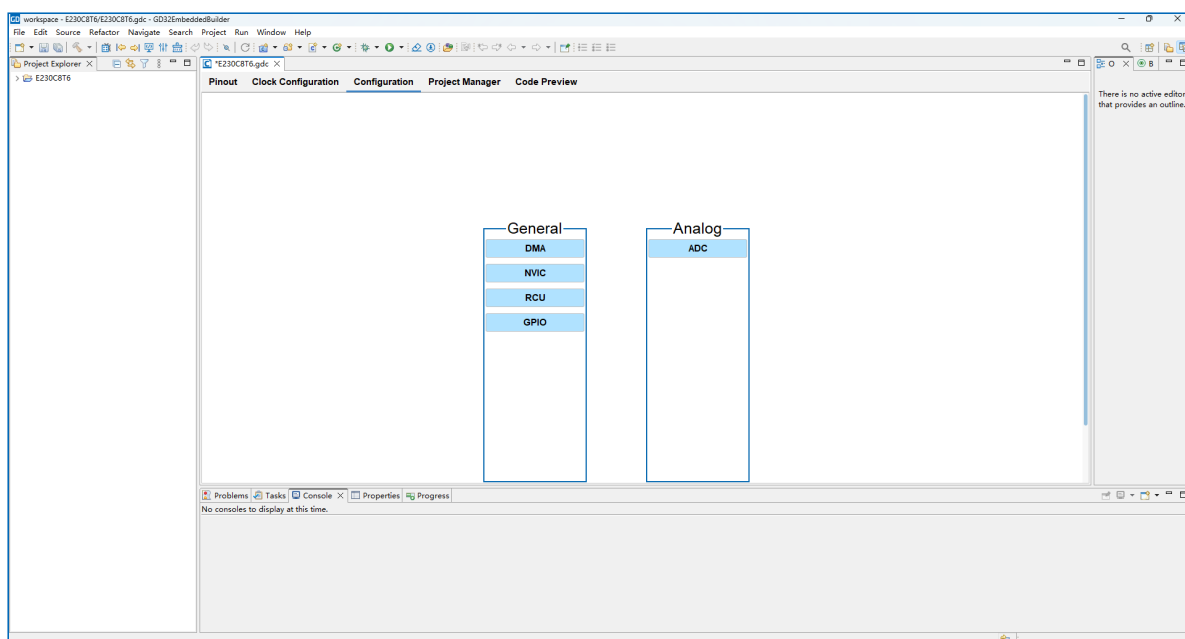 workspace - E230C8T6/E230C8T6.gdc - GD32EmbeddedBuilder
File Edit Source Refactor Navigate Search Project Run Window Help
Project Explorer
E230C8T6
*E230C8T6.gdc
Pinout Clock Configuration Configuration Project Manager Code Preview
General
DMA
NVIC
RCU
GPIO
Analog
ADC
O B
There is no active editor
that provides an outline.
Problems Tasks Console Properties Progress
No consoles to display at this time.